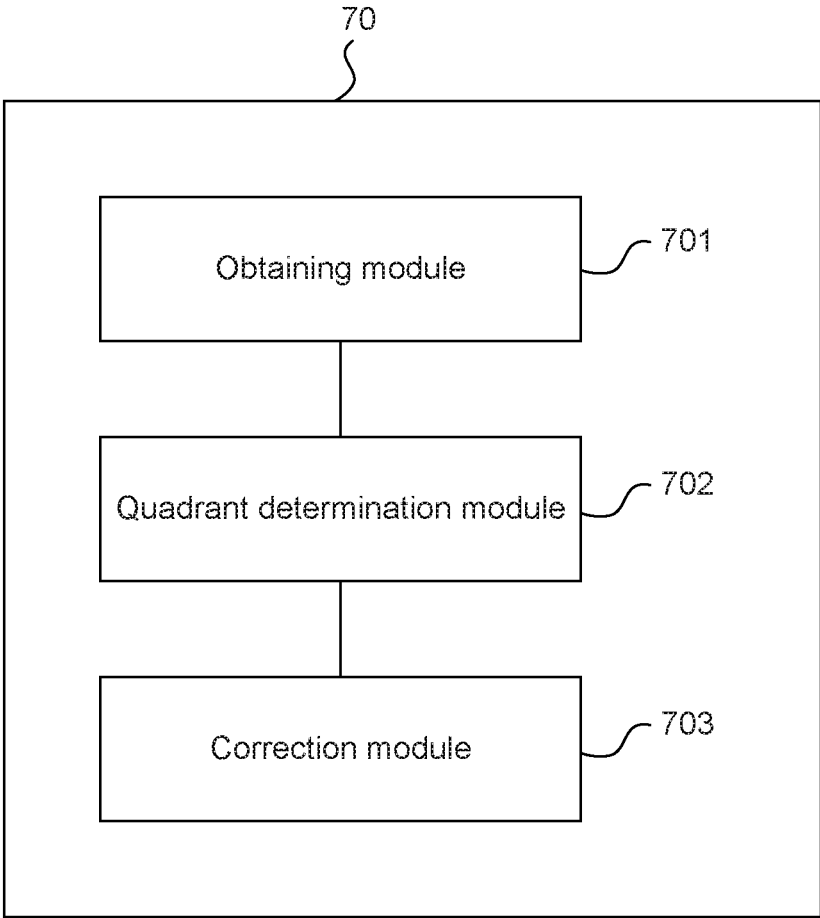 70
Obtaining module
701
Quadrant determination module
702
Correction module
703